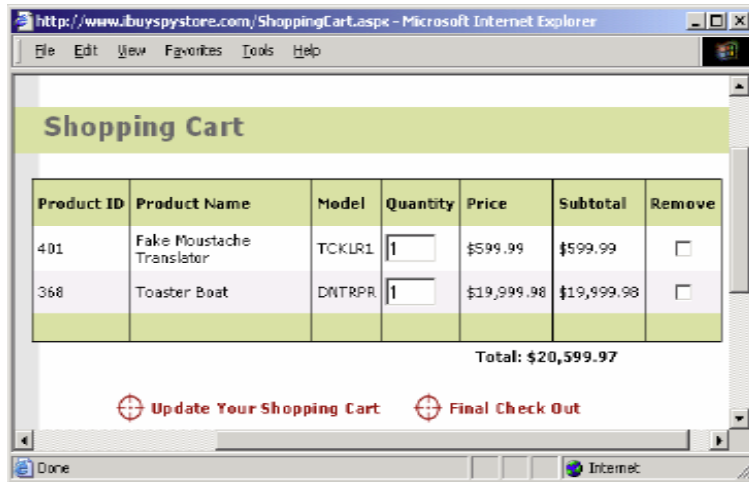 http://www.ibuyspystore.com/ShoppingCart.aspx - Microsoft Internet Explorer
File Edit View Favorites Tools Help
Shopping Cart
Product ID Product Name Model Quantity Price Subtotal Remove
401 Fake Moustache Translator TCKLR1 1 $599.99 $599.99
368 Toaster Boat DNTRPR 1 $19,999.98 $19,999.98
Total: $20,599.97
Update Your Shopping Cart Final Check Out
Done Internet